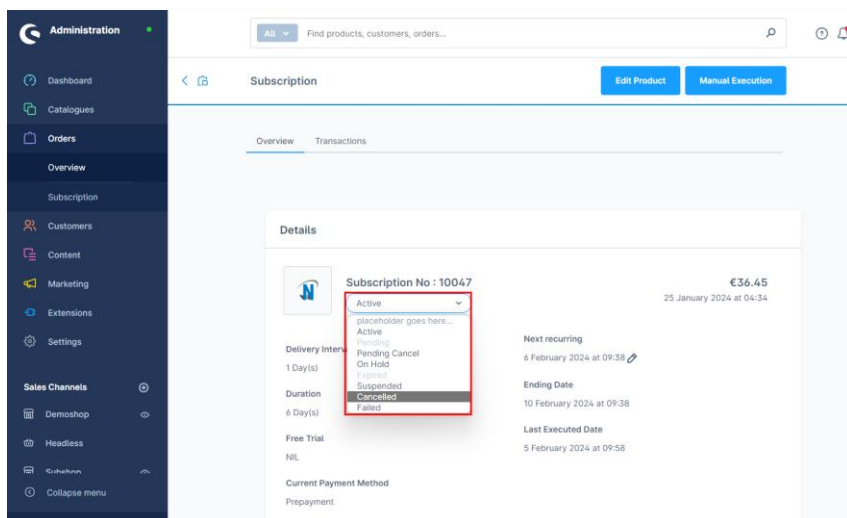 Administration
All
Find products, customers, orders...
Dashboard
Subscription
Edit Product
Manual Execution
Catalogues
Orders
Overview
Transactions
Overview
Subscription
Customers
Details
Content
Marketing
Subscription No : 10047
€36.45
Active
25 January 2024 at 04:34
Extensions
placeholder goes here...
Active
Pending
Pending Cancel
On Hold
Expired
Suspended
Cancelled
Failed
Settings
Delivery Interv
1 Day(s)
Next recurring
6 February 2024 at 09:38
Sales Channels
Duration
6 Day(s)
Ending Date
10 February 2024 at 09:38
Demoshop
Headless
Free Trial
NIL
Last Executed Date
5 February 2024 at 09:58
Subshop
Collapse menu
Current Payment Method
Prepayment